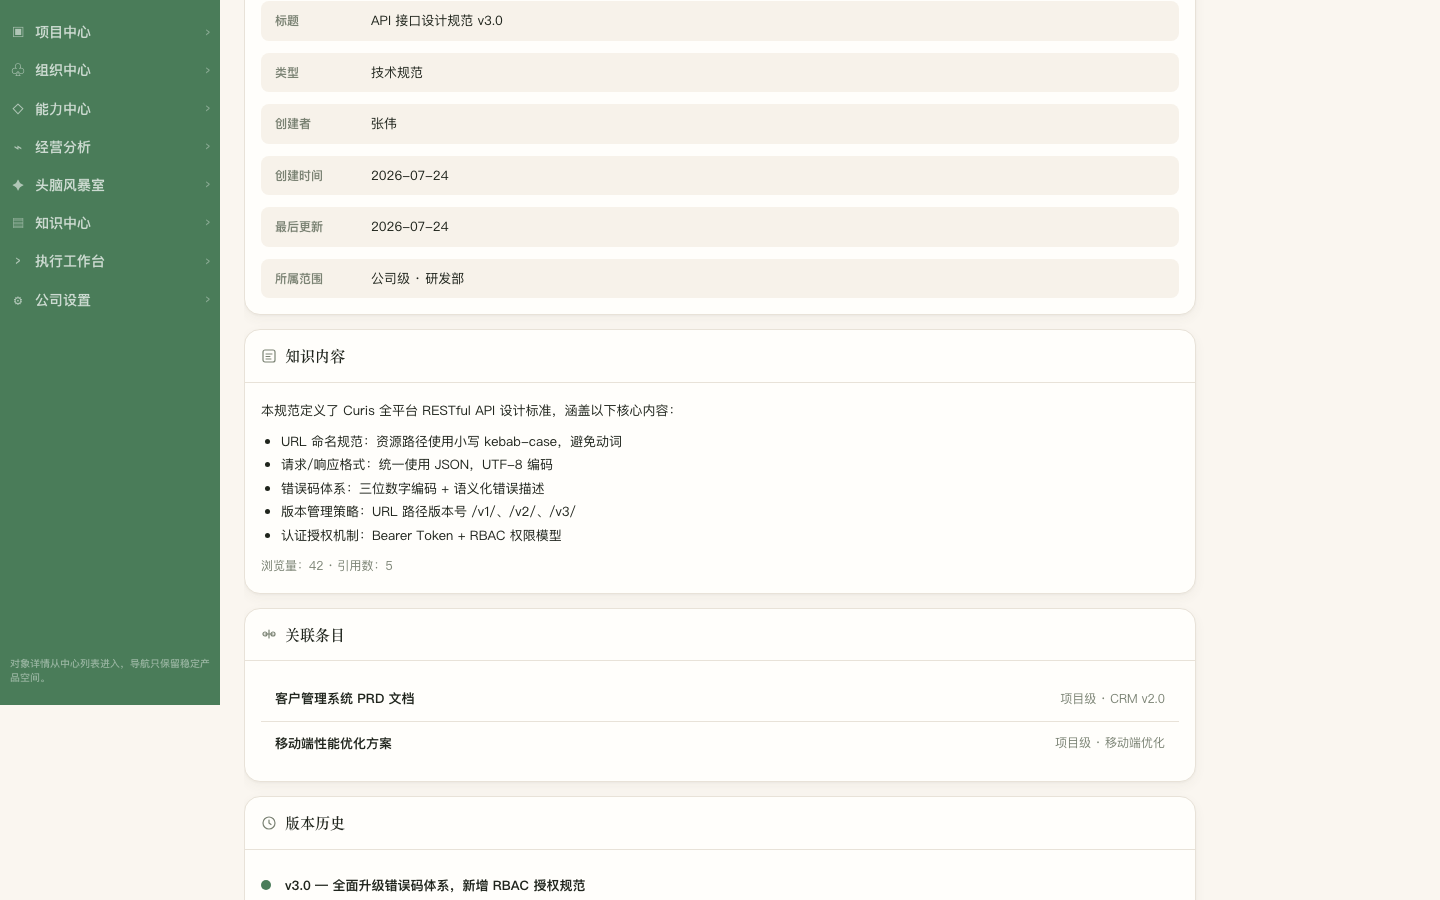 项目中心
组织中心
能力中心
经营分析
头脑风暴室
知识中心
执行工作台
公司设置
对象详情从中心列表进入，导航只保留稳定产
品空间。
标题 API 接口设计规范 v3.0
类型 技术规范
创建者 张伟
创建时间 2026-07-24
最后更新 2026-07-24
所属范围 公司级 · 研发部
知识内容
本规范定义了 Curis 全平台 RESTful API 设计标准，涵盖以下核心内容：
• URL 命名规范：资源路径使用小写 kebab-case，避免动词
• 请求/响应格式：统一使用 JSON，UTF-8 编码
• 错误码体系：三位数字编码 + 语义化错误描述
• 版本管理策略：URL 路径版本号 /v1/、/v2/、/v3/
• 认证授权机制：Bearer Token + RBAC 权限模型
浏览量：42 · 引用数：5
关联条目
客户管理系统 PRD 文档 项目级 · CRM v2.0
移动端性能优化方案 项目级 · 移动端优化
版本历史
v3.0 — 全面升级错误码体系，新增 RBAC 授权规范